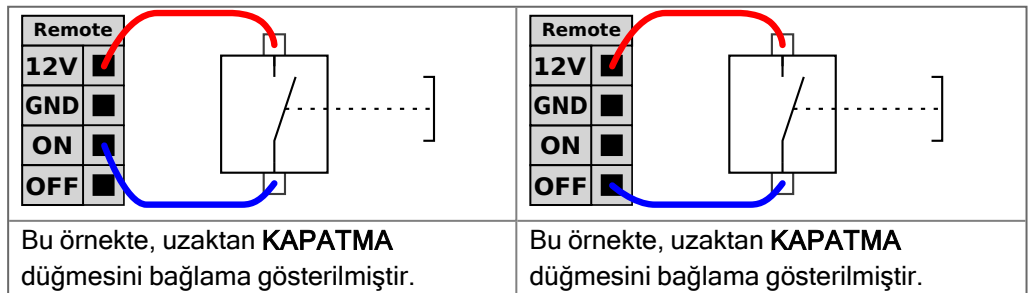 Remote
12V
GND
ON
OFF
Bu örnekte, uzaktan KAPATMA
düğmesini bağlama gösterilmiştir.
Remote
12V
GND
ON
OFF
Bu örnekte, uzaktan KAPATMA
düğmesini bağlama gösterilmiştir.